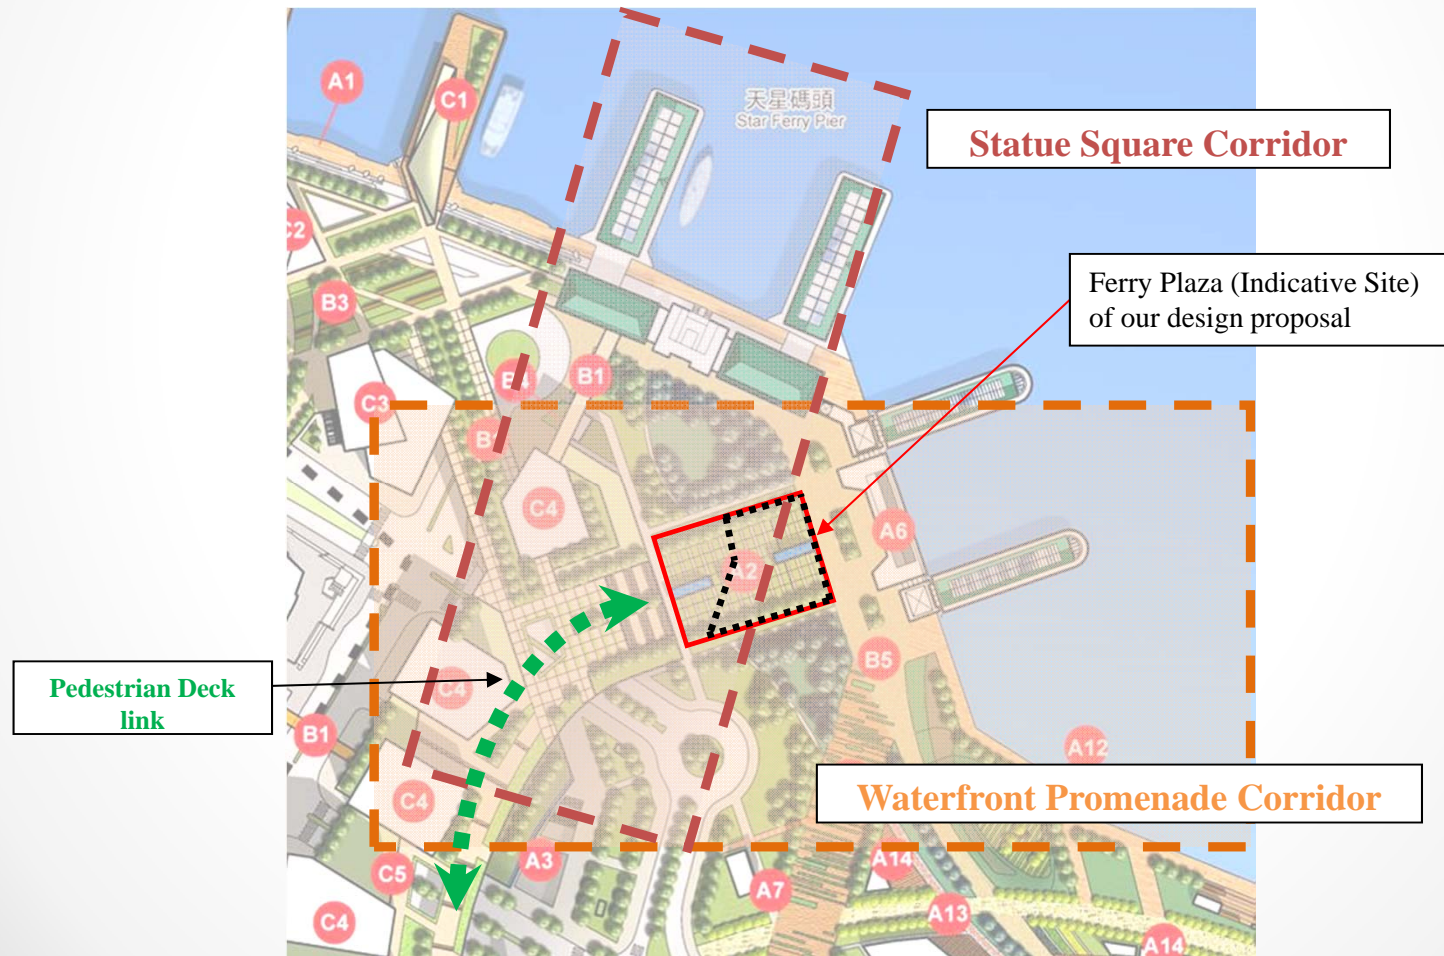 A1
C1
天星碼頭
Star Ferry Pier
Statue Square Corridor
C2
B3
Ferry Plaza (Indicative Site)
of our design proposal
B4
B1
C3
C4
A2
A6
C4
B5
Pedestrian Deck
link
B1
A12
C4
Waterfront Promenade Corridor
C5
A3
A14
A7
C4
A13
A14